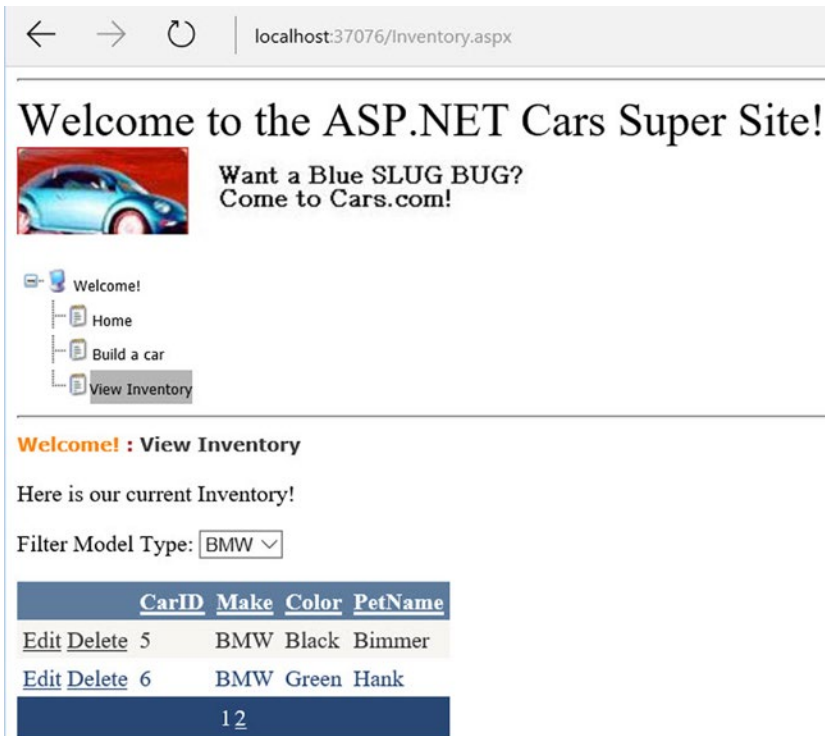 localhost:37076/Inventory.aspx
Welcome to the ASP.NET Cars Super Site!
Want a Blue SLUG BUG?
Come to Cars.com!
Welcome!
Home
Build a car
View Inventory
Welcome! : View Inventory
Here is our current Inventory!
Filter Model Type: BMW
CarID Make Color PetName
Edit Delete 5 BMW Black Bimmer
Edit Delete 6 BMW Green Hank
1 2